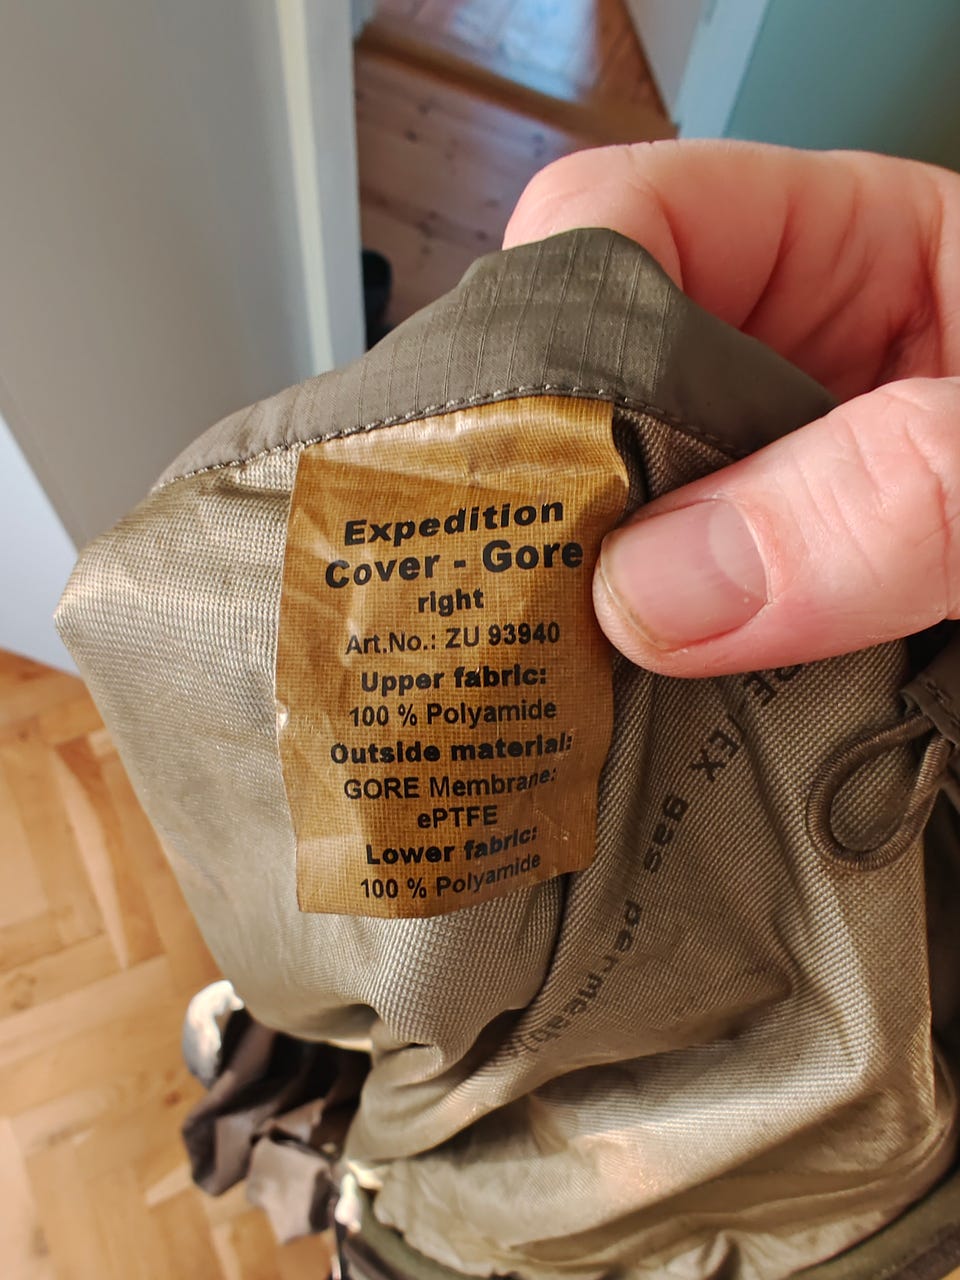 Expedition
Cover - Gore
right
Art.No.: ZU 93940
Upper fabric:
100 % Polyamide
Outside material:
GORE Membrane:
ePTFE
Lower fabric:
100 % Polyamide
gas